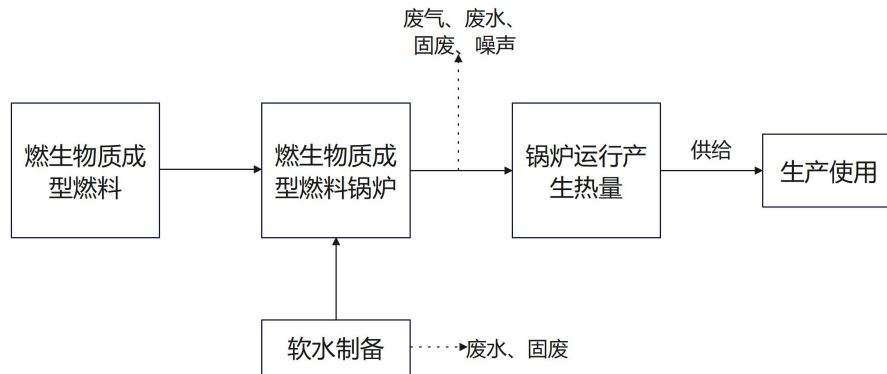 废气、废水、
固废、噪声
燃生物质成
型燃料
燃生物质成
型燃料锅炉
锅炉运行产
生热量
供给
生产使用
软水制备
废水、固废